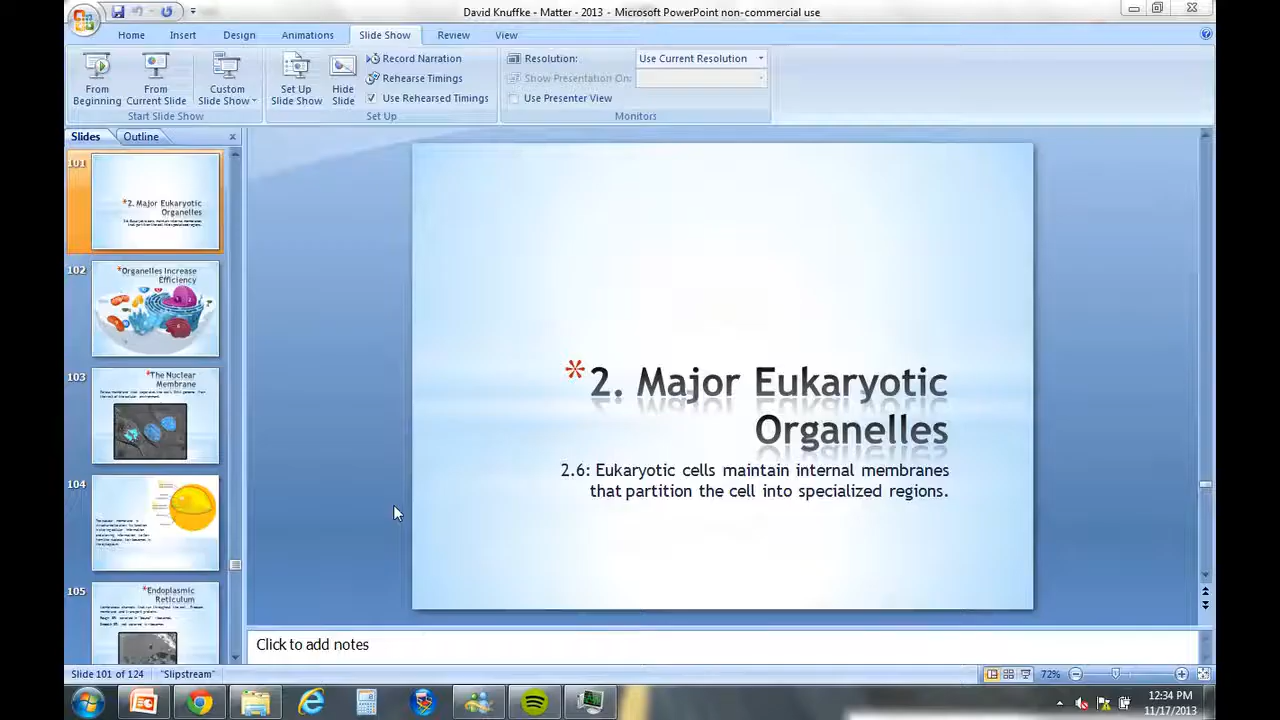 David Knuffke - Matter - 2013 - Microsoft PowerPoint non-commercial use
Home Insert Design Animations Slide Show Review View
From Beginning
From Current Slide
Custom Slide Show
Start Slide Show
Set Up Slide Show
Hide Slide
Record Narration
Rehearse Timings
Use Rehearsed Timings
Set Up
Resolution: Use Current Resolution
Show Presentation On:
Use Presenter View
Monitors
Slides Outline
101
*2. Major Eukaryotic
Organelles
102
*Organelles Increase
Efficiency
103
*The Nuclear
Membrane
104
105
*Endoplasmic
Reticulum
*2. Major Eukaryotic
Organelles
2.6: Eukaryotic cells maintain internal membranes
that partition the cell into specialized regions.
Click to add notes
Slide 101 of 124 "Slipstream" 72%
12:34 PM
11/17/2013